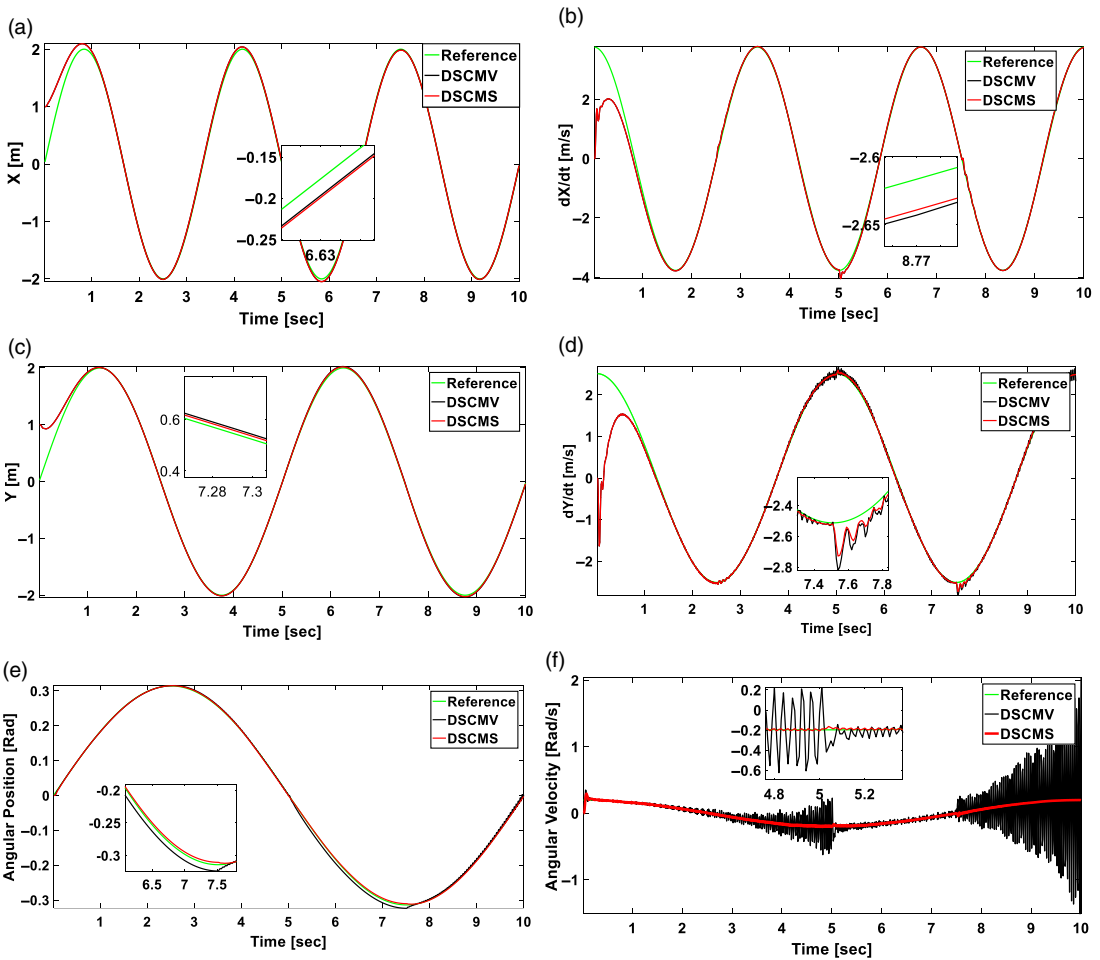 (a)
X [m]
2
1
0
−1
−2
Reference
DSCMV
DSCMS
−0.15
−0.2
−0.25
6.63
1 2 3 4 5 6 7 8 9 10
Time [sec]
(b)
dX/dt [m/s]
2
0
−2
−4
Reference
DSCMV
DSCMS
−2.6
−2.65
8.77
1 2 3 4 5 6 7 8 9 10
Time [sec]
(c)
Y [m]
2
1
0
−1
−2
Reference
DSCMV
DSCMS
0.6
0.4
7.28 7.3
1 2 3 4 5 6 7 8 9 10
Time [sec]
(d)
dY/dt [m/s]
2
1
0
−1
−2
Reference
DSCMV
DSCMS
−2.4
−2.6
−2.8
7.4 7.6 7.8
1 2 3 4 5 6 7 8 9 10
Time [sec]
(e)
Angular Position [Rad]
0.3
0.2
0.1
0
−0.1
−0.2
−0.3
Reference
DSCMV
DSCMS
−0.2
−0.25
−0.3
6.5 7 7.5
1 2 3 4 5 6 7 8 9 10
Time [sec]
(f)
Angular Velocity [Rad/s]
2
1
0
−1
Reference
DSCMV
DSCMS
0.2
0
−0.2
−0.4
−0.6
4.8 5 5.2
1 2 3 4 5 6 7 8 9 10
Time [sec]